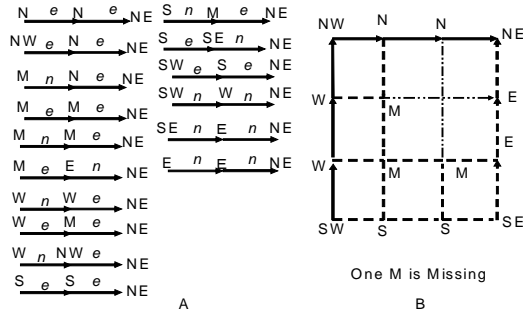 N e N e NE
NW e N e NE
M n N e NE
M e M e NE
M n M e NE
M e E n NE
W n W e NE
W e M e NE
W n NW e NE
S e S e NE
S n M e NE
S e SE n NE
SW e S e NE
SW n W n NE
SE n E n NE
E n E n NE
A
NW N N NE
W M E
E
W M M
SW S S SE
One M is Missing
B